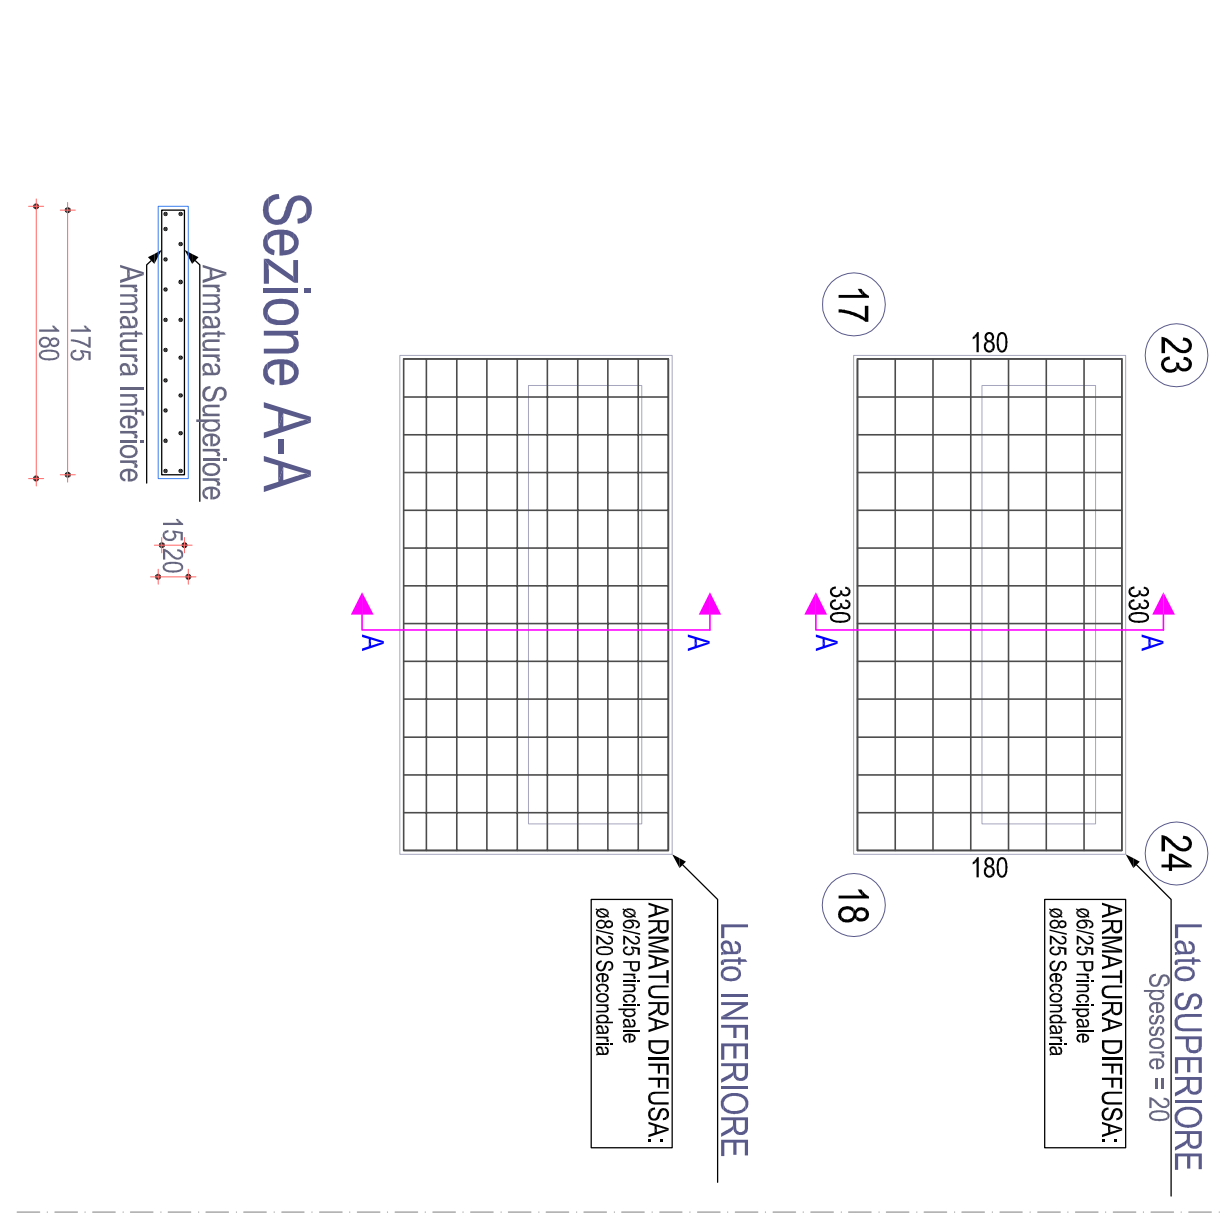 23
24
Lato SUPERIORE
Spessore = 20
330
A
ARMATURA DIFFUSA:
ø6/25 Principale
ø8/25 Secondaria
180
180
17
330
A
18
Lato INFERIORE
A
ARMATURA DIFFUSA:
ø6/25 Principale
ø8/20 Secondaria
A
Sezione A-A
Armatura Superiore
Armatura Inferiore
15
20
175
180